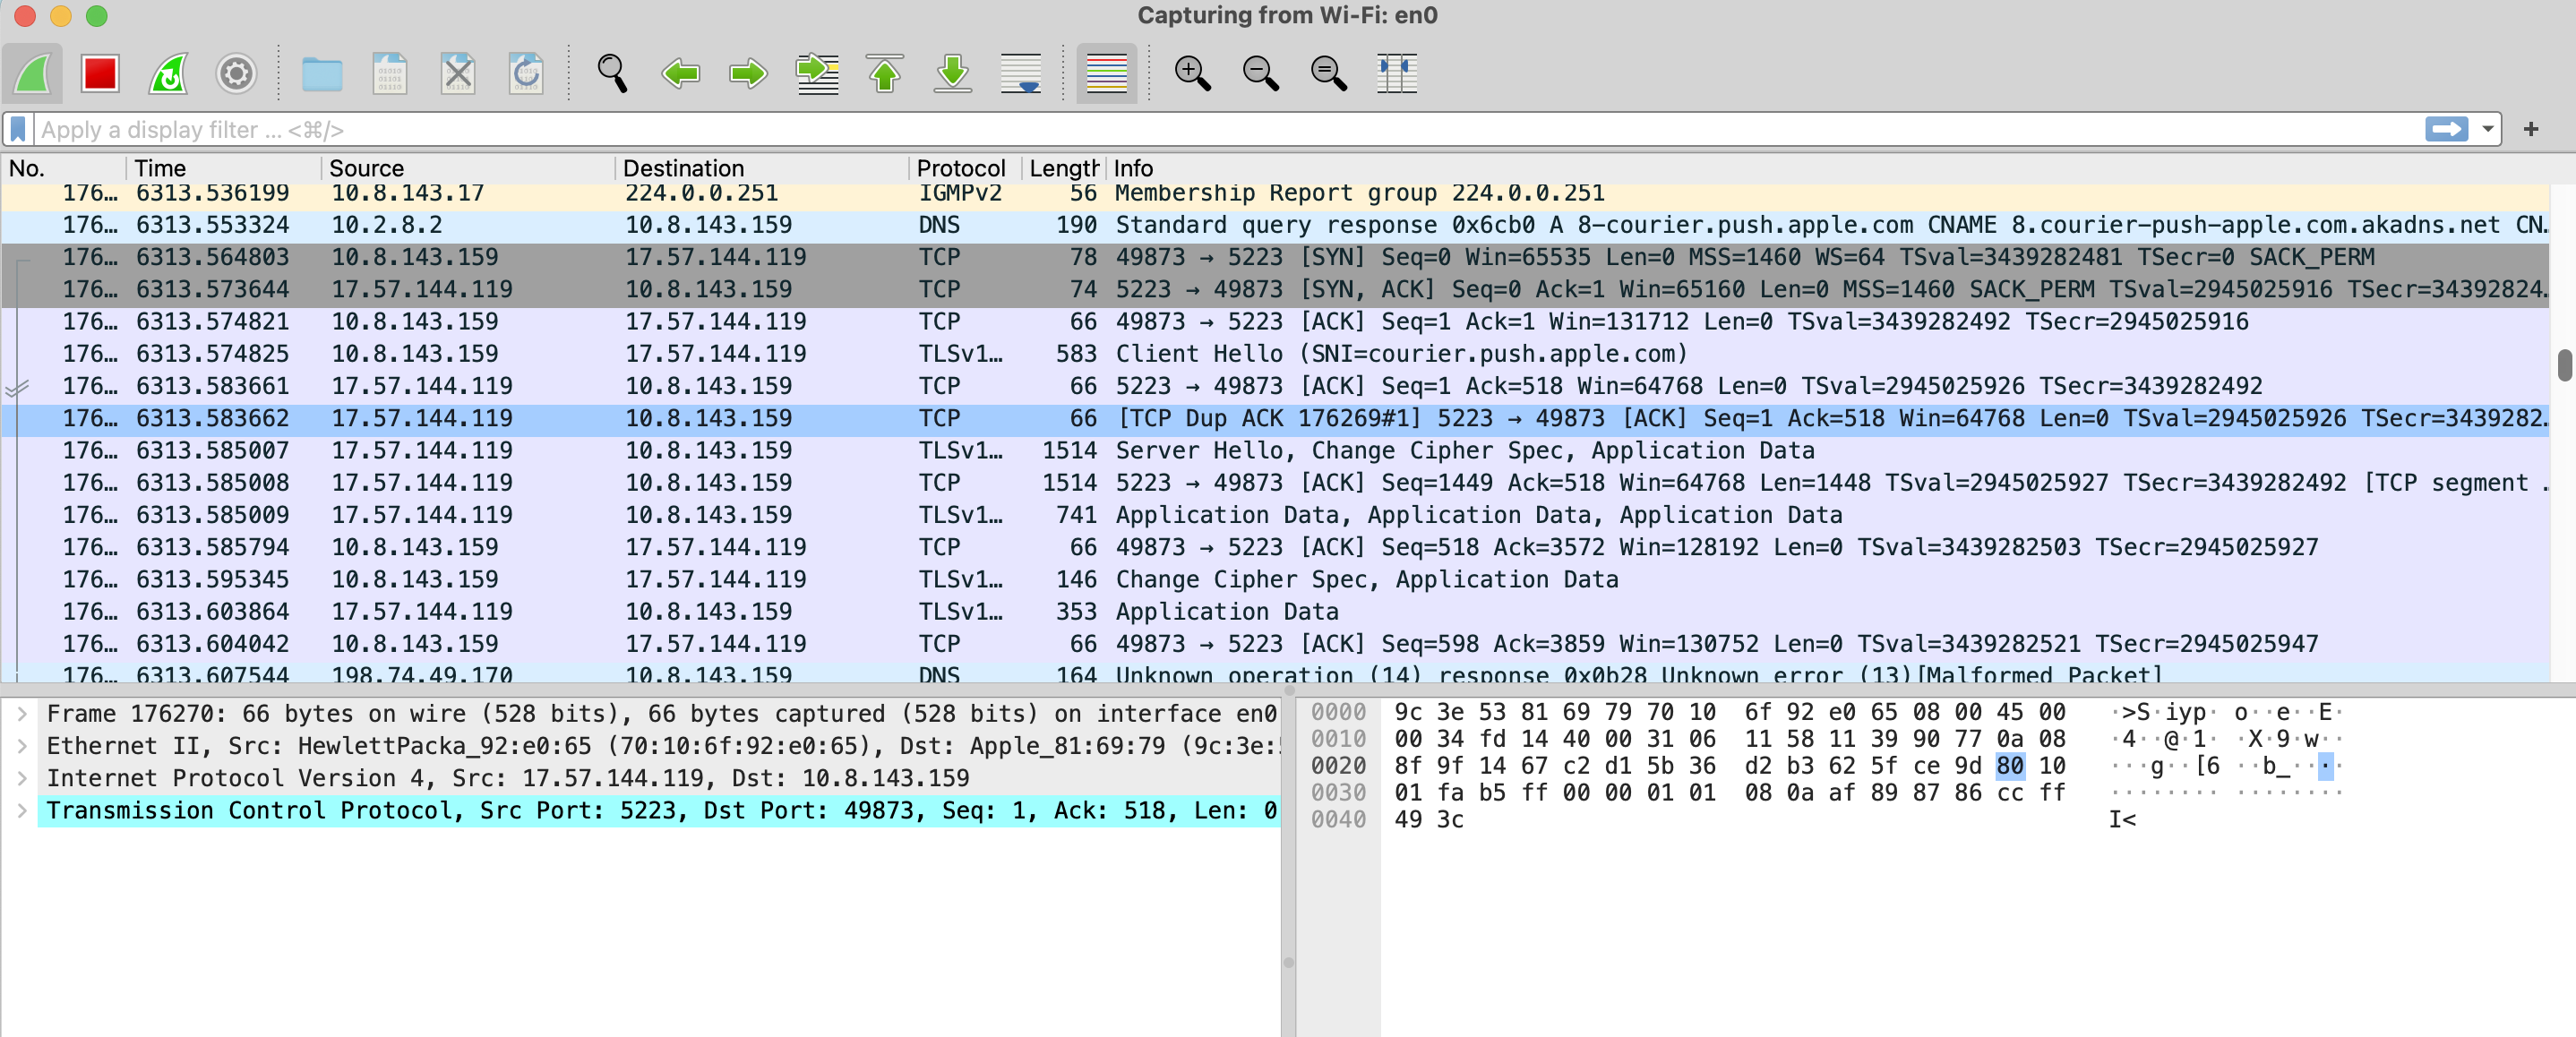 Capturing from Wi-Fi: en0
Apply a display filter ... <⌘/>
No. Time Source Destination Protocol Length Info
176… 6313.536199 10.8.143.17 224.0.0.251 IGMPv2 56 Membership Report group 224.0.0.251
176… 6313.553324 10.2.8.2 10.8.143.159 DNS 190 Standard query response 0x6cb0 A 8-courier.push.apple.com CNAME 8.courier-push-apple.com.akadns.net CN…
176… 6313.564803 10.8.143.159 17.57.144.119 TCP 78 49873 → 5223 [SYN] Seq=0 Win=65535 Len=0 MSS=1460 WS=64 TSval=3439282481 TSecr=0 SACK_PERM
176… 6313.573644 17.57.144.119 10.8.143.159 TCP 74 5223 → 49873 [SYN, ACK] Seq=0 Ack=1 Win=65160 Len=0 MSS=1460 SACK_PERM TSval=2945025916 TSecr=34392824…
176… 6313.574821 10.8.143.159 17.57.144.119 TCP 66 49873 → 5223 [ACK] Seq=1 Ack=1 Win=131712 Len=0 TSval=3439282492 TSecr=2945025916
176… 6313.574825 10.8.143.159 17.57.144.119 TLSv1… 583 Client Hello (SNI=courier.push.apple.com)
176… 6313.583661 17.57.144.119 10.8.143.159 TCP 66 5223 → 49873 [ACK] Seq=1 Ack=518 Win=64768 Len=0 TSval=2945025926 TSecr=3439282492
176… 6313.583662 17.57.144.119 10.8.143.159 TCP 66 [TCP Dup ACK 176269#1] 5223 → 49873 [ACK] Seq=1 Ack=518 Win=64768 Len=0 TSval=2945025926 TSecr=3439282…
176… 6313.585007 17.57.144.119 10.8.143.159 TLSv1… 1514 Server Hello, Change Cipher Spec, Application Data
176… 6313.585008 17.57.144.119 10.8.143.159 TCP 1514 5223 → 49873 [ACK] Seq=1449 Ack=518 Win=64768 Len=1448 TSval=2945025927 TSecr=3439282492 [TCP segment …
176… 6313.585009 17.57.144.119 10.8.143.159 TLSv1… 741 Application Data, Application Data, Application Data
176… 6313.585794 10.8.143.159 17.57.144.119 TCP 66 49873 → 5223 [ACK] Seq=518 Ack=3572 Win=128192 Len=0 TSval=3439282503 TSecr=2945025927
176… 6313.595345 10.8.143.159 17.57.144.119 TLSv1… 146 Change Cipher Spec, Application Data
176… 6313.603864 17.57.144.119 10.8.143.159 TLSv1… 353 Application Data
176… 6313.604042 10.8.143.159 17.57.144.119 TCP 66 49873 → 5223 [ACK] Seq=598 Ack=3859 Win=130752 Len=0 TSval=3439282521 TSecr=2945025947
176… 6313.607544 198.74.49.170 10.8.143.159 DNS 164 Unknown operation (14) response 0x0b28 Unknown error (13)[Malformed Packet]
Frame 176270: 66 bytes on wire (528 bits), 66 bytes captured (528 bits) on interface en0
Ethernet II, Src: HewlettPacka_92:e0:65 (70:10:6f:92:e0:65), Dst: Apple_81:69:79 (9c:3e:
Internet Protocol Version 4, Src: 17.57.144.119, Dst: 10.8.143.159
Transmission Control Protocol, Src Port: 5223, Dst Port: 49873, Seq: 1, Ack: 518, Len: 0
0000 9c 3e 53 81 69 79 70 10 6f 92 e0 65 08 00 45 00 ·>S·iyp· o··e··E·
0010 00 34 fd 14 40 00 31 06 11 58 11 39 90 77 0a 08 ·4··@·1· ·X·9·w··
0020 8f 9f 14 67 c2 d1 5b 36 d2 b3 62 5f ce 9d 80 10 ···g··[6 ··b_····
0030 01 fa b5 ff 00 00 01 01 08 0a af 89 87 86 cc ff ········ ········
0040 49 3c I<